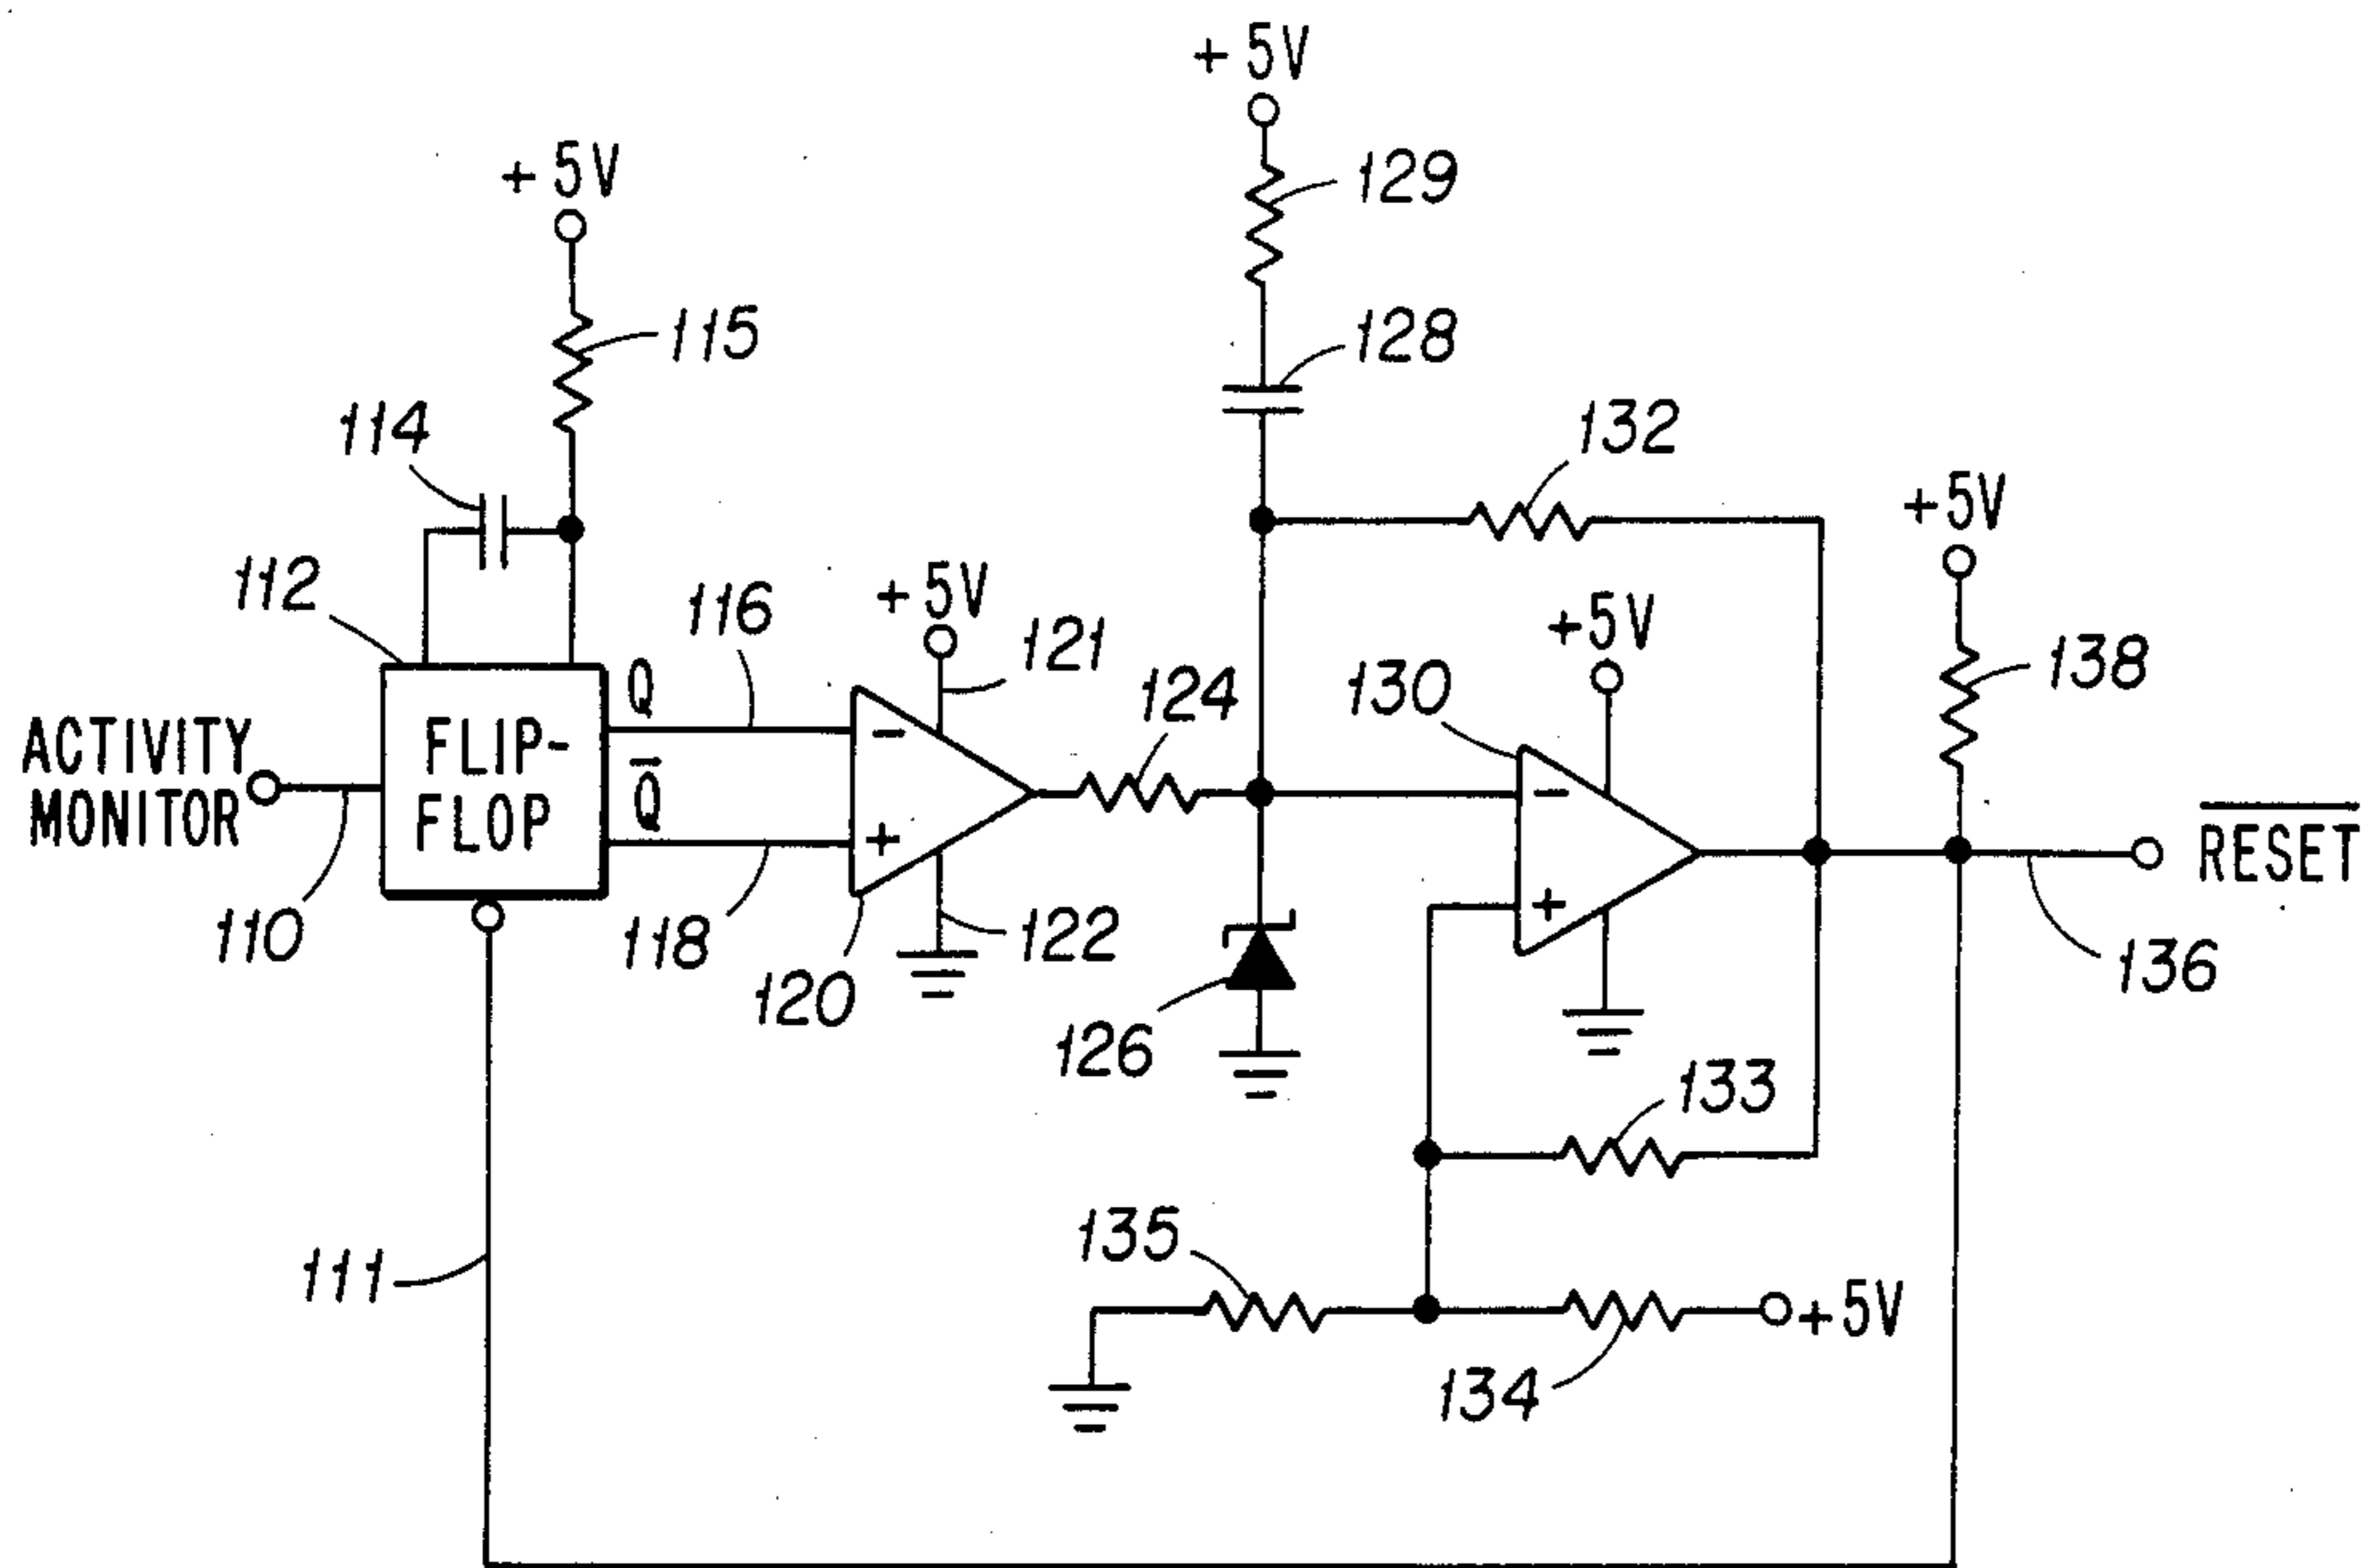 +5V
129
+5V
115
128
114
132
+5V
112
116
+5V
121
+5V
138
Q
124
130
ACTIVITY
MONITOR
FLIP-
FLOP
Q̅
-
+
-
+
R̅E̅S̅E̅T̅
110
118
122
120
126
136
133
135
111
+5V
134